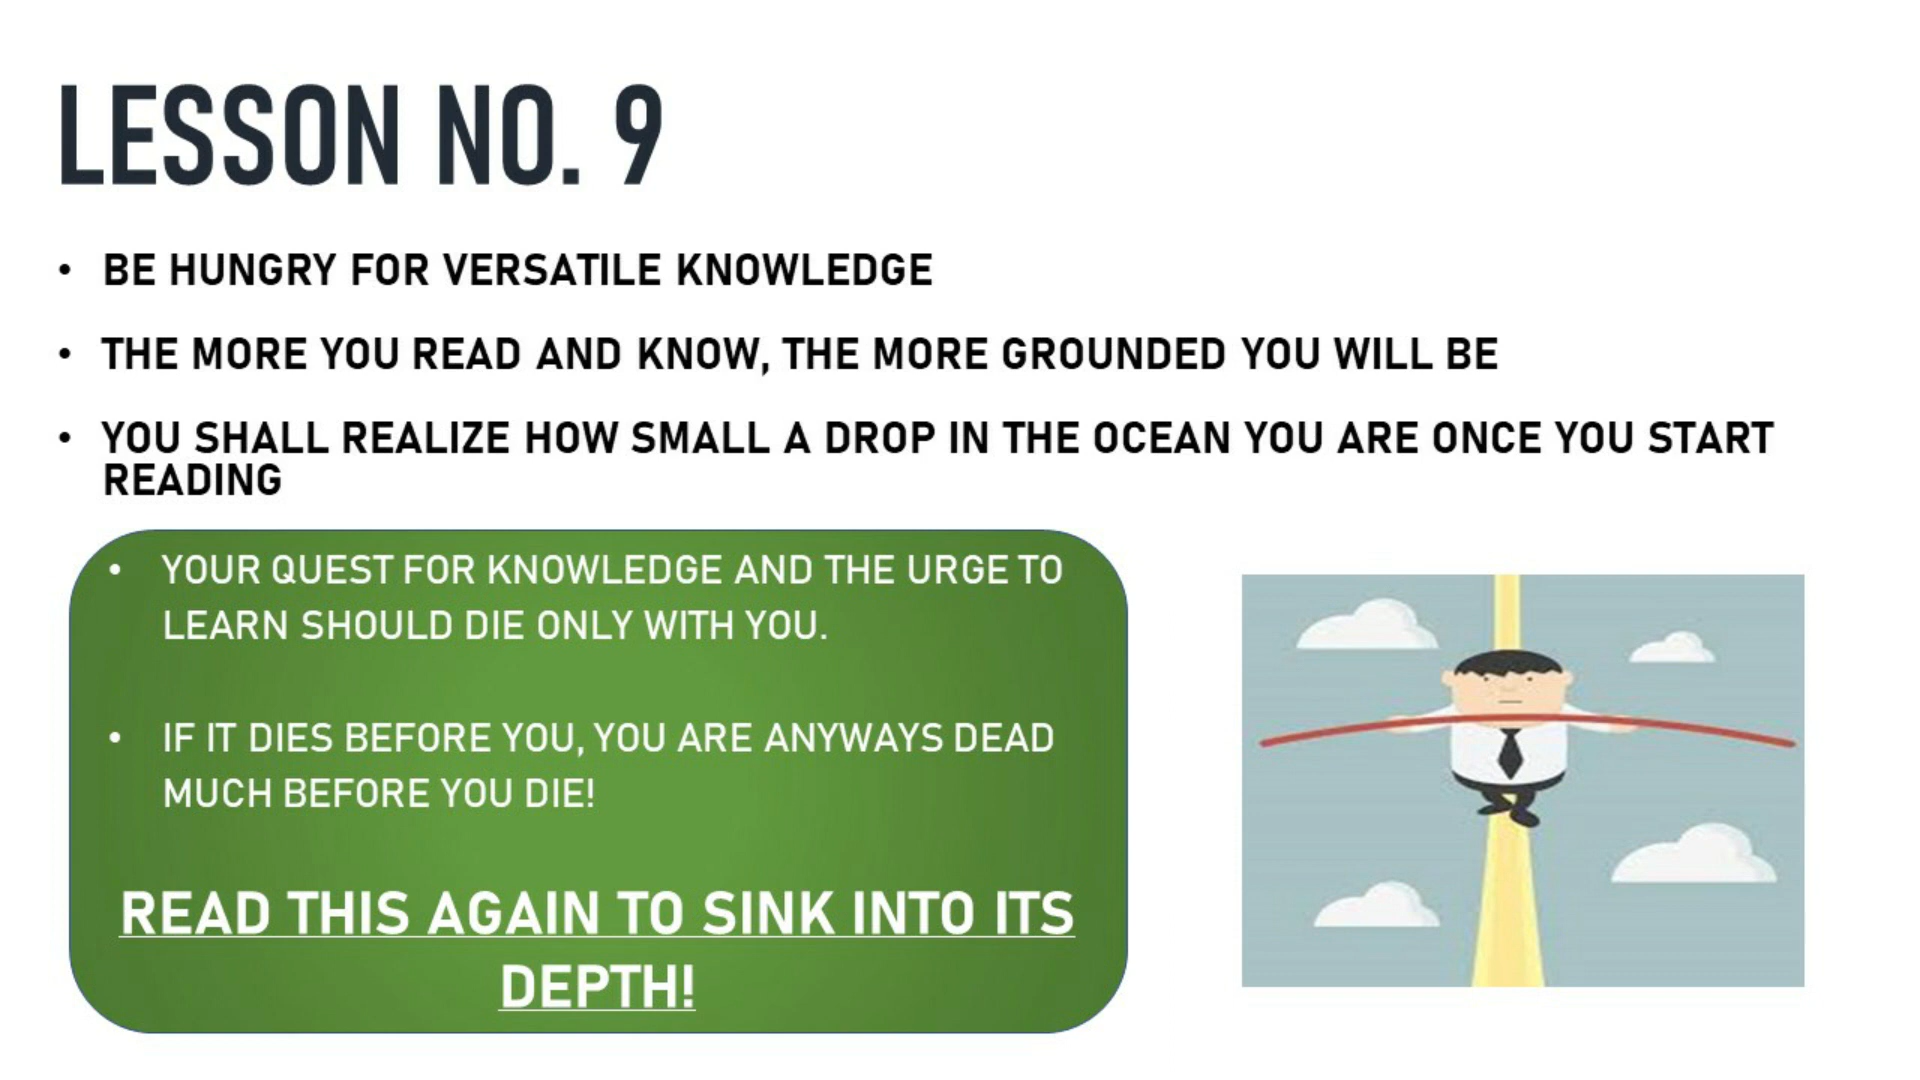 LESSON NO. 9
• BE HUNGRY FOR VERSATILE KNOWLEDGE
• THE MORE YOU READ AND KNOW, THE MORE GROUNDED YOU WILL BE
• YOU SHALL REALIZE HOW SMALL A DROP IN THE OCEAN YOU ARE ONCE YOU START
READING
• YOUR QUEST FOR KNOWLEDGE AND THE URGE TO
LEARN SHOULD DIE ONLY WITH YOU.
• IF IT DIES BEFORE YOU, YOU ARE ANYWAYS DEAD
MUCH BEFORE YOU DIE!
READ THIS AGAIN TO SINK INTO ITS
DEPTH!